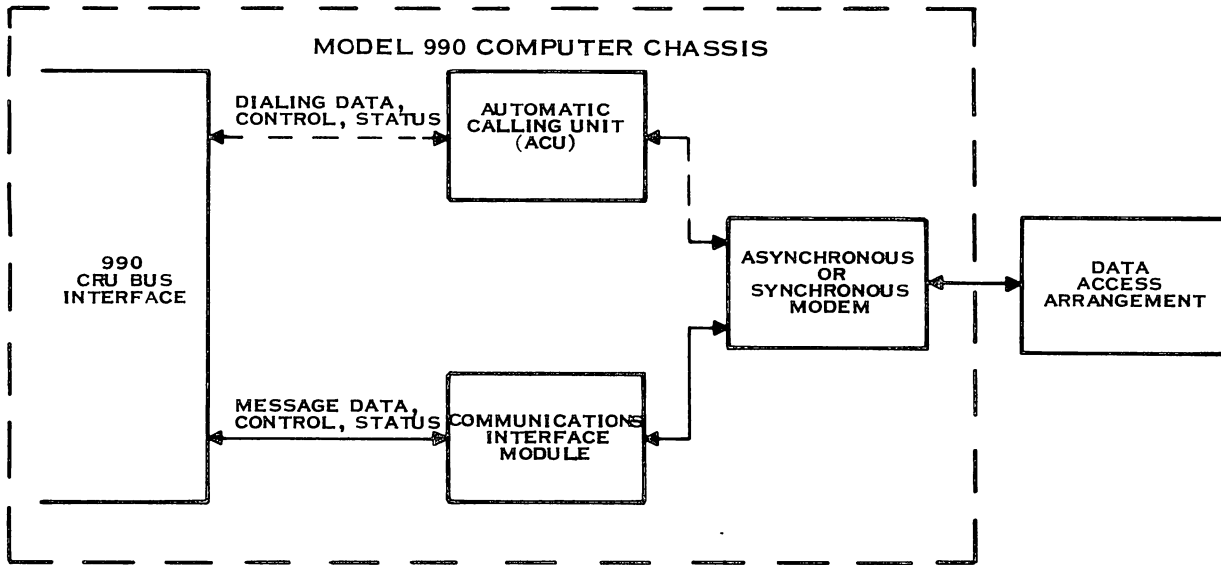 MODEL 990 COMPUTER CHASSIS
DIALING DATA,
CONTROL, STATUS
AUTOMATIC
CALLING UNIT
(ACU)
990
CRU BUS
INTERFACE
ASYNCHRONOUS
OR
SYNCHRONOUS
MODEM
DATA
ACCESS
ARRANGEMENT
MESSAGE DATA,
CONTROL, STATUS
COMMUNICATIONS
INTERFACE
MODULE